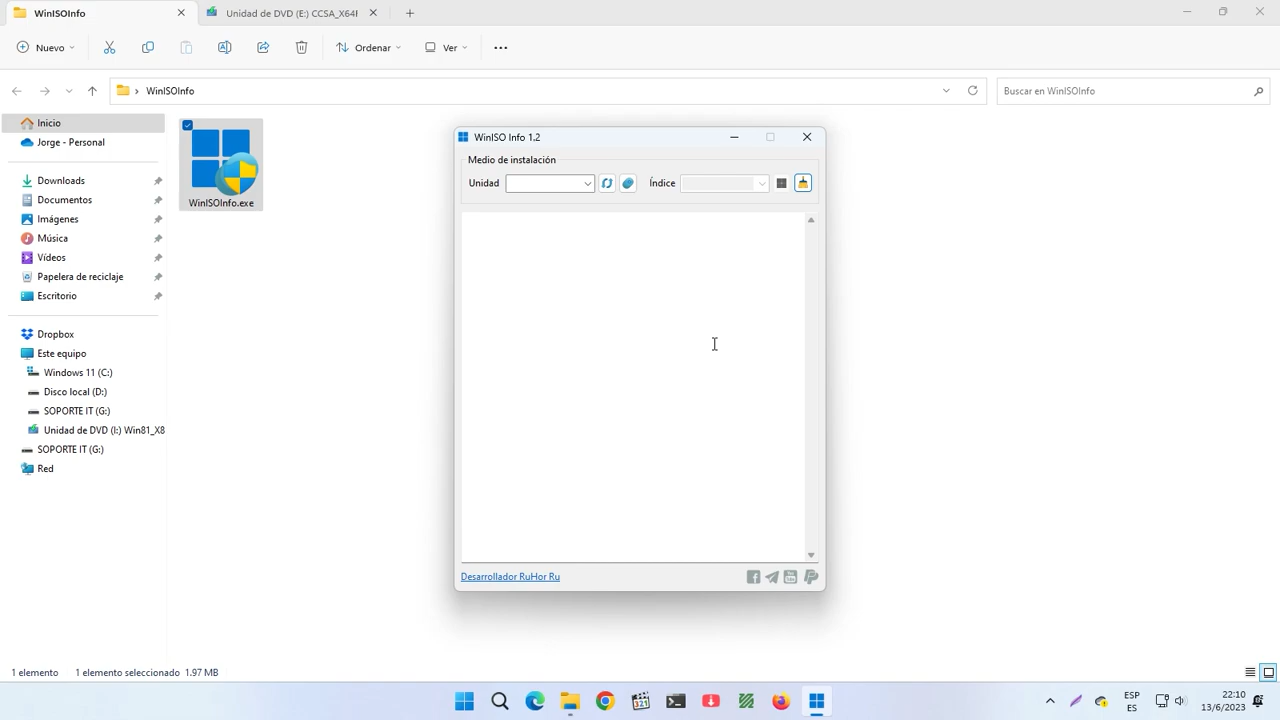 WinISOInfo
Unidad de DVD (E:) CCSA_X64F
Nuevo
Ordenar
Ver
WinISOInfo
Buscar en WinISOInfo
Inicio
Jorge - Personal
Downloads
Documentos
Imágenes
Música
Vídeos
Papelera de reciclaje
Escritorio
Dropbox
Este equipo
Windows 11 (C:)
Disco local (D:)
SOPORTE IT (G:)
Unidad de DVD (I:) Win81_X8
SOPORTE IT (G:)
Red
WinISOInfo.exe
WinISO Info 1.2
Medio de instalación
Unidad
Índice
Desarrollador RuHor Ru
1 elemento
1 elemento seleccionado 1.97 MB
321
ESP
ES
22:10
13/6/2023